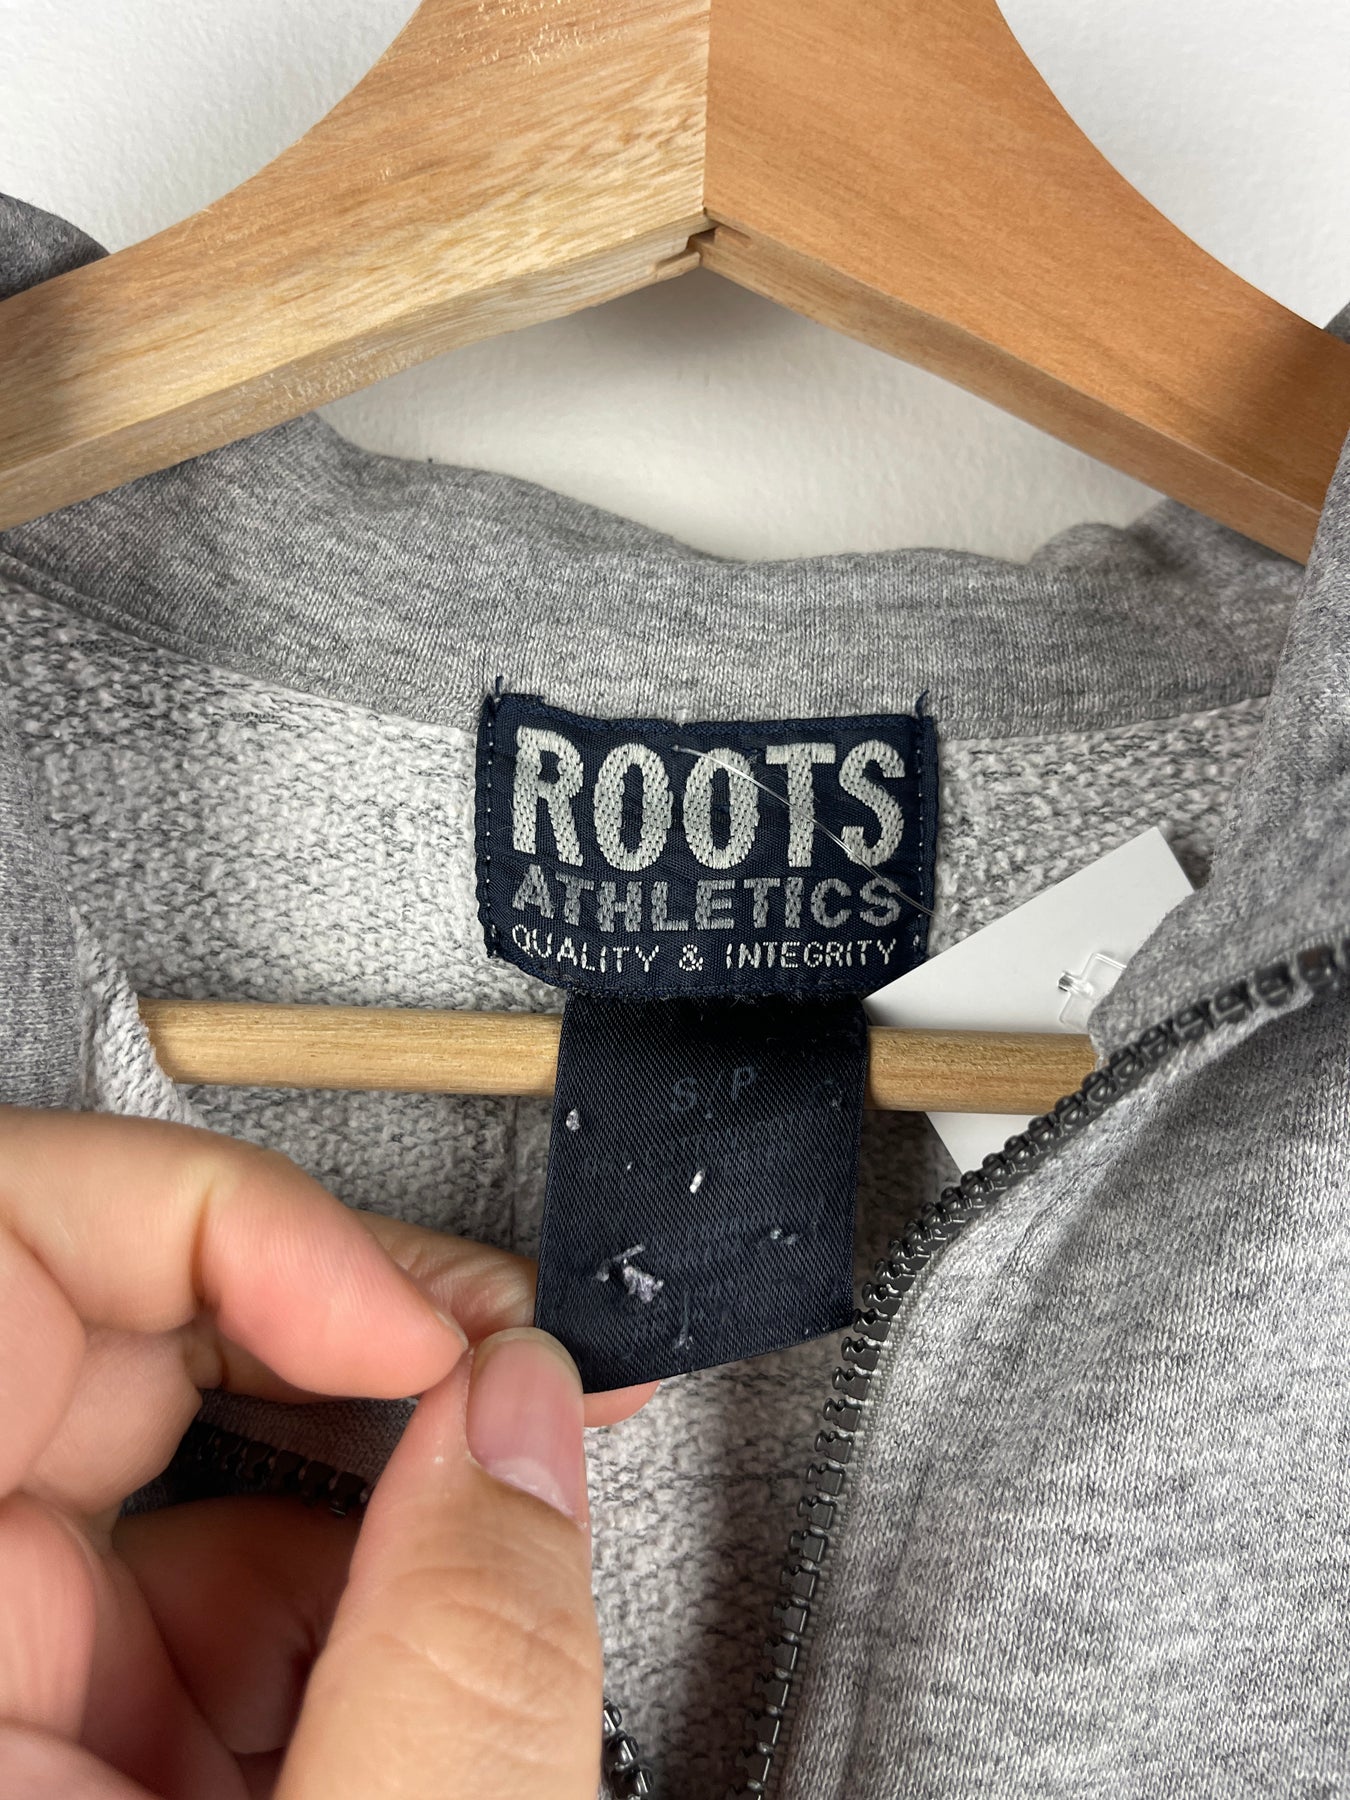 ROOTS
ATHLETICS
QUALITY & INTEGRITY
S/P